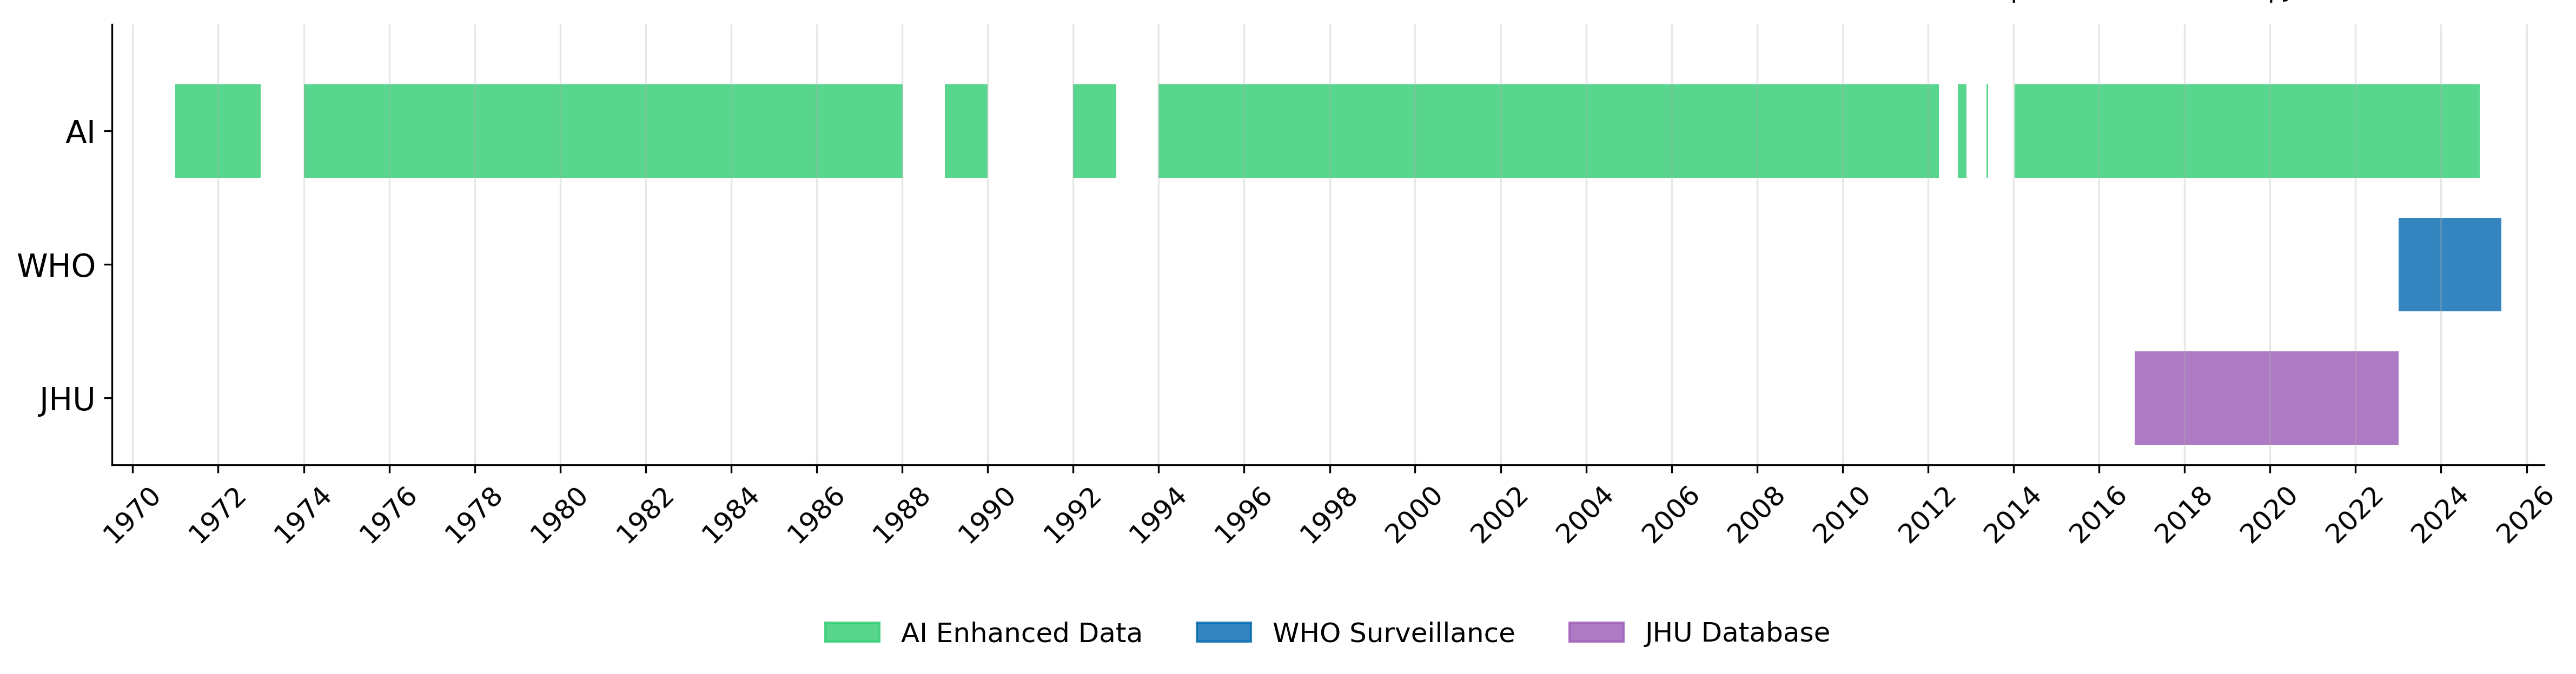 AI
WHO
JHU
1970 1972 1974 1976 1978 1980 1982 1984 1986 1988 1990 1992 1994 1996 1998 2000 2002 2004 2006 2008 2010 2012 2014 2016 2018 2020 2022 2024 2026
AI Enhanced Data WHO Surveillance JHU Database